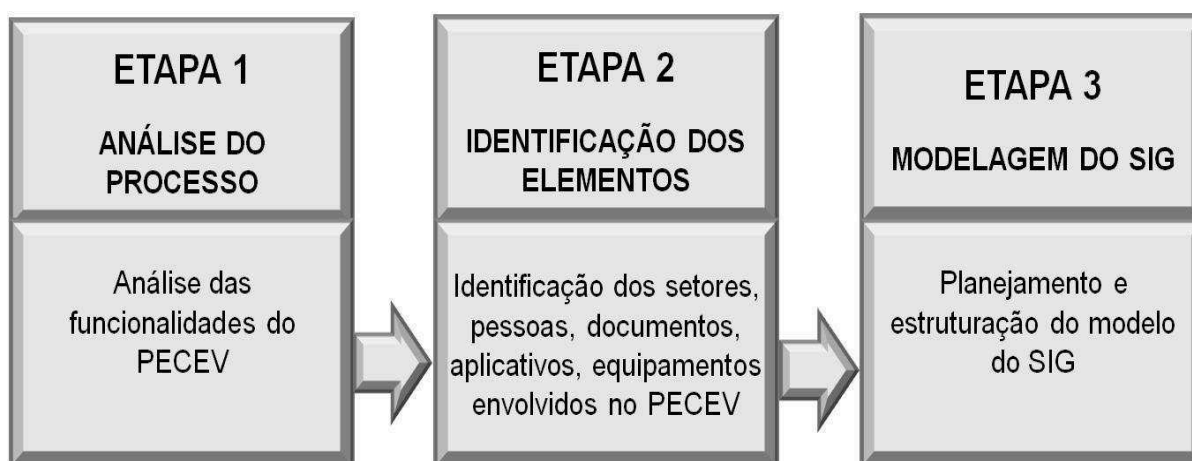 ETAPA 1
ANÁLISE DO
PROCESSO
Análise das
funcionalidades do
PECEV
ETAPA 2
IDENTIFICAÇÃO DOS
ELEMENTOS
Identificação dos setores,
pessoas, documentos,
aplicativos, equipamentos
envolvidos no PECEV
ETAPA 3
MODELAGEM DO SIG
Planejamento e
estruturação do modelo
do SIG